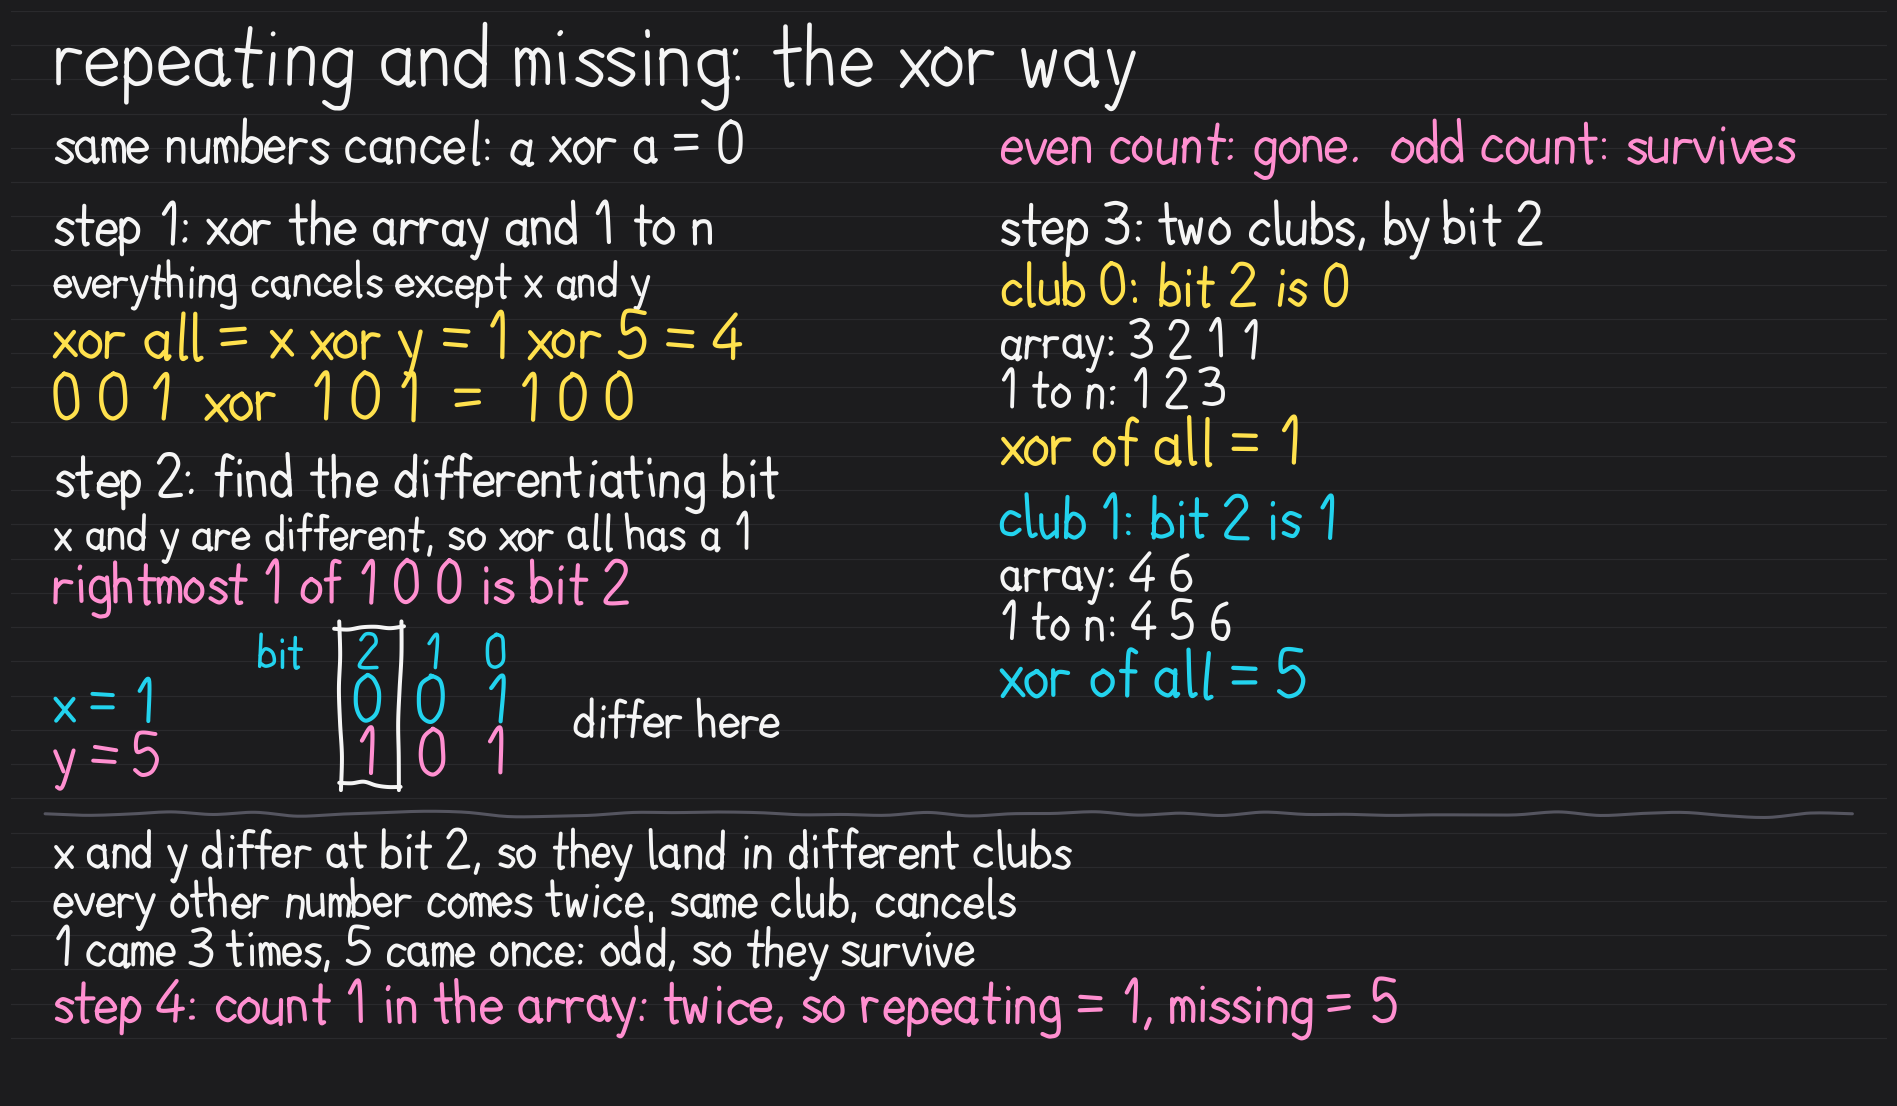 repeating and missing: the xor way
same numbers cancel: a xor a = 0
even count: gone. odd count: survives
step 1: xor the array and 1 to n
everything cancels except x and y
xor all = x xor y = 1 xor 5 = 4
0 0 1 xor 1 0 1 = 1 0 0
step 2: find the differentiating bit
x and y are different, so xor all has a 1
rightmost 1 of 1 0 0 is bit 2
bit 2 1 0
x = 1 0 0 1
y = 5 1 0 1
differ here
step 3: two clubs, by bit 2
club 0: bit 2 is 0
array: 3 2 1 1
1 to n: 1 2 3
xor of all = 1
club 1: bit 2 is 1
array: 4 6
1 to n: 4 5 6
xor of all = 5
x and y differ at bit 2, so they land in different clubs
every other number comes twice, same club, cancels
1 came 3 times, 5 came once: odd, so they survive
step 4: count 1 in the array: twice, so repeating = 1, missing = 5